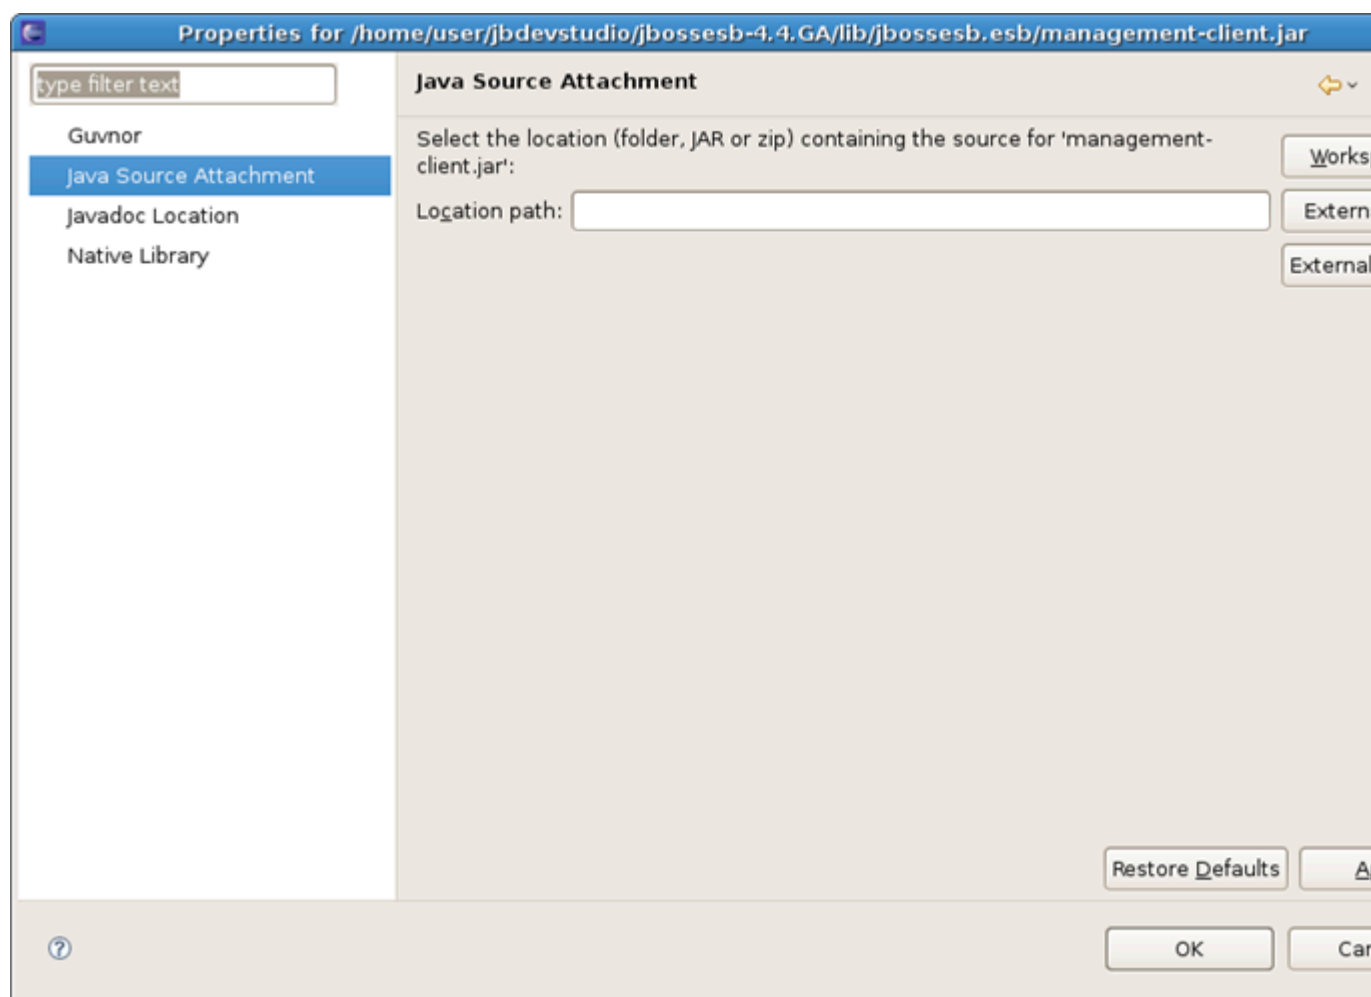 Properties for /home/user/jbdevstudio/jbossesb-4.4.GA/lib/jbossesb.esb/management-client.jar
type filter text
Guvnor
Java Source Attachment
Javadoc Location
Native Library
Java Source Attachment
Select the location (folder, JAR or zip) containing the source for 'management-
client.jar':
Works
Location path:
Extern
External
Restore Defaults
A
?
OK
Can